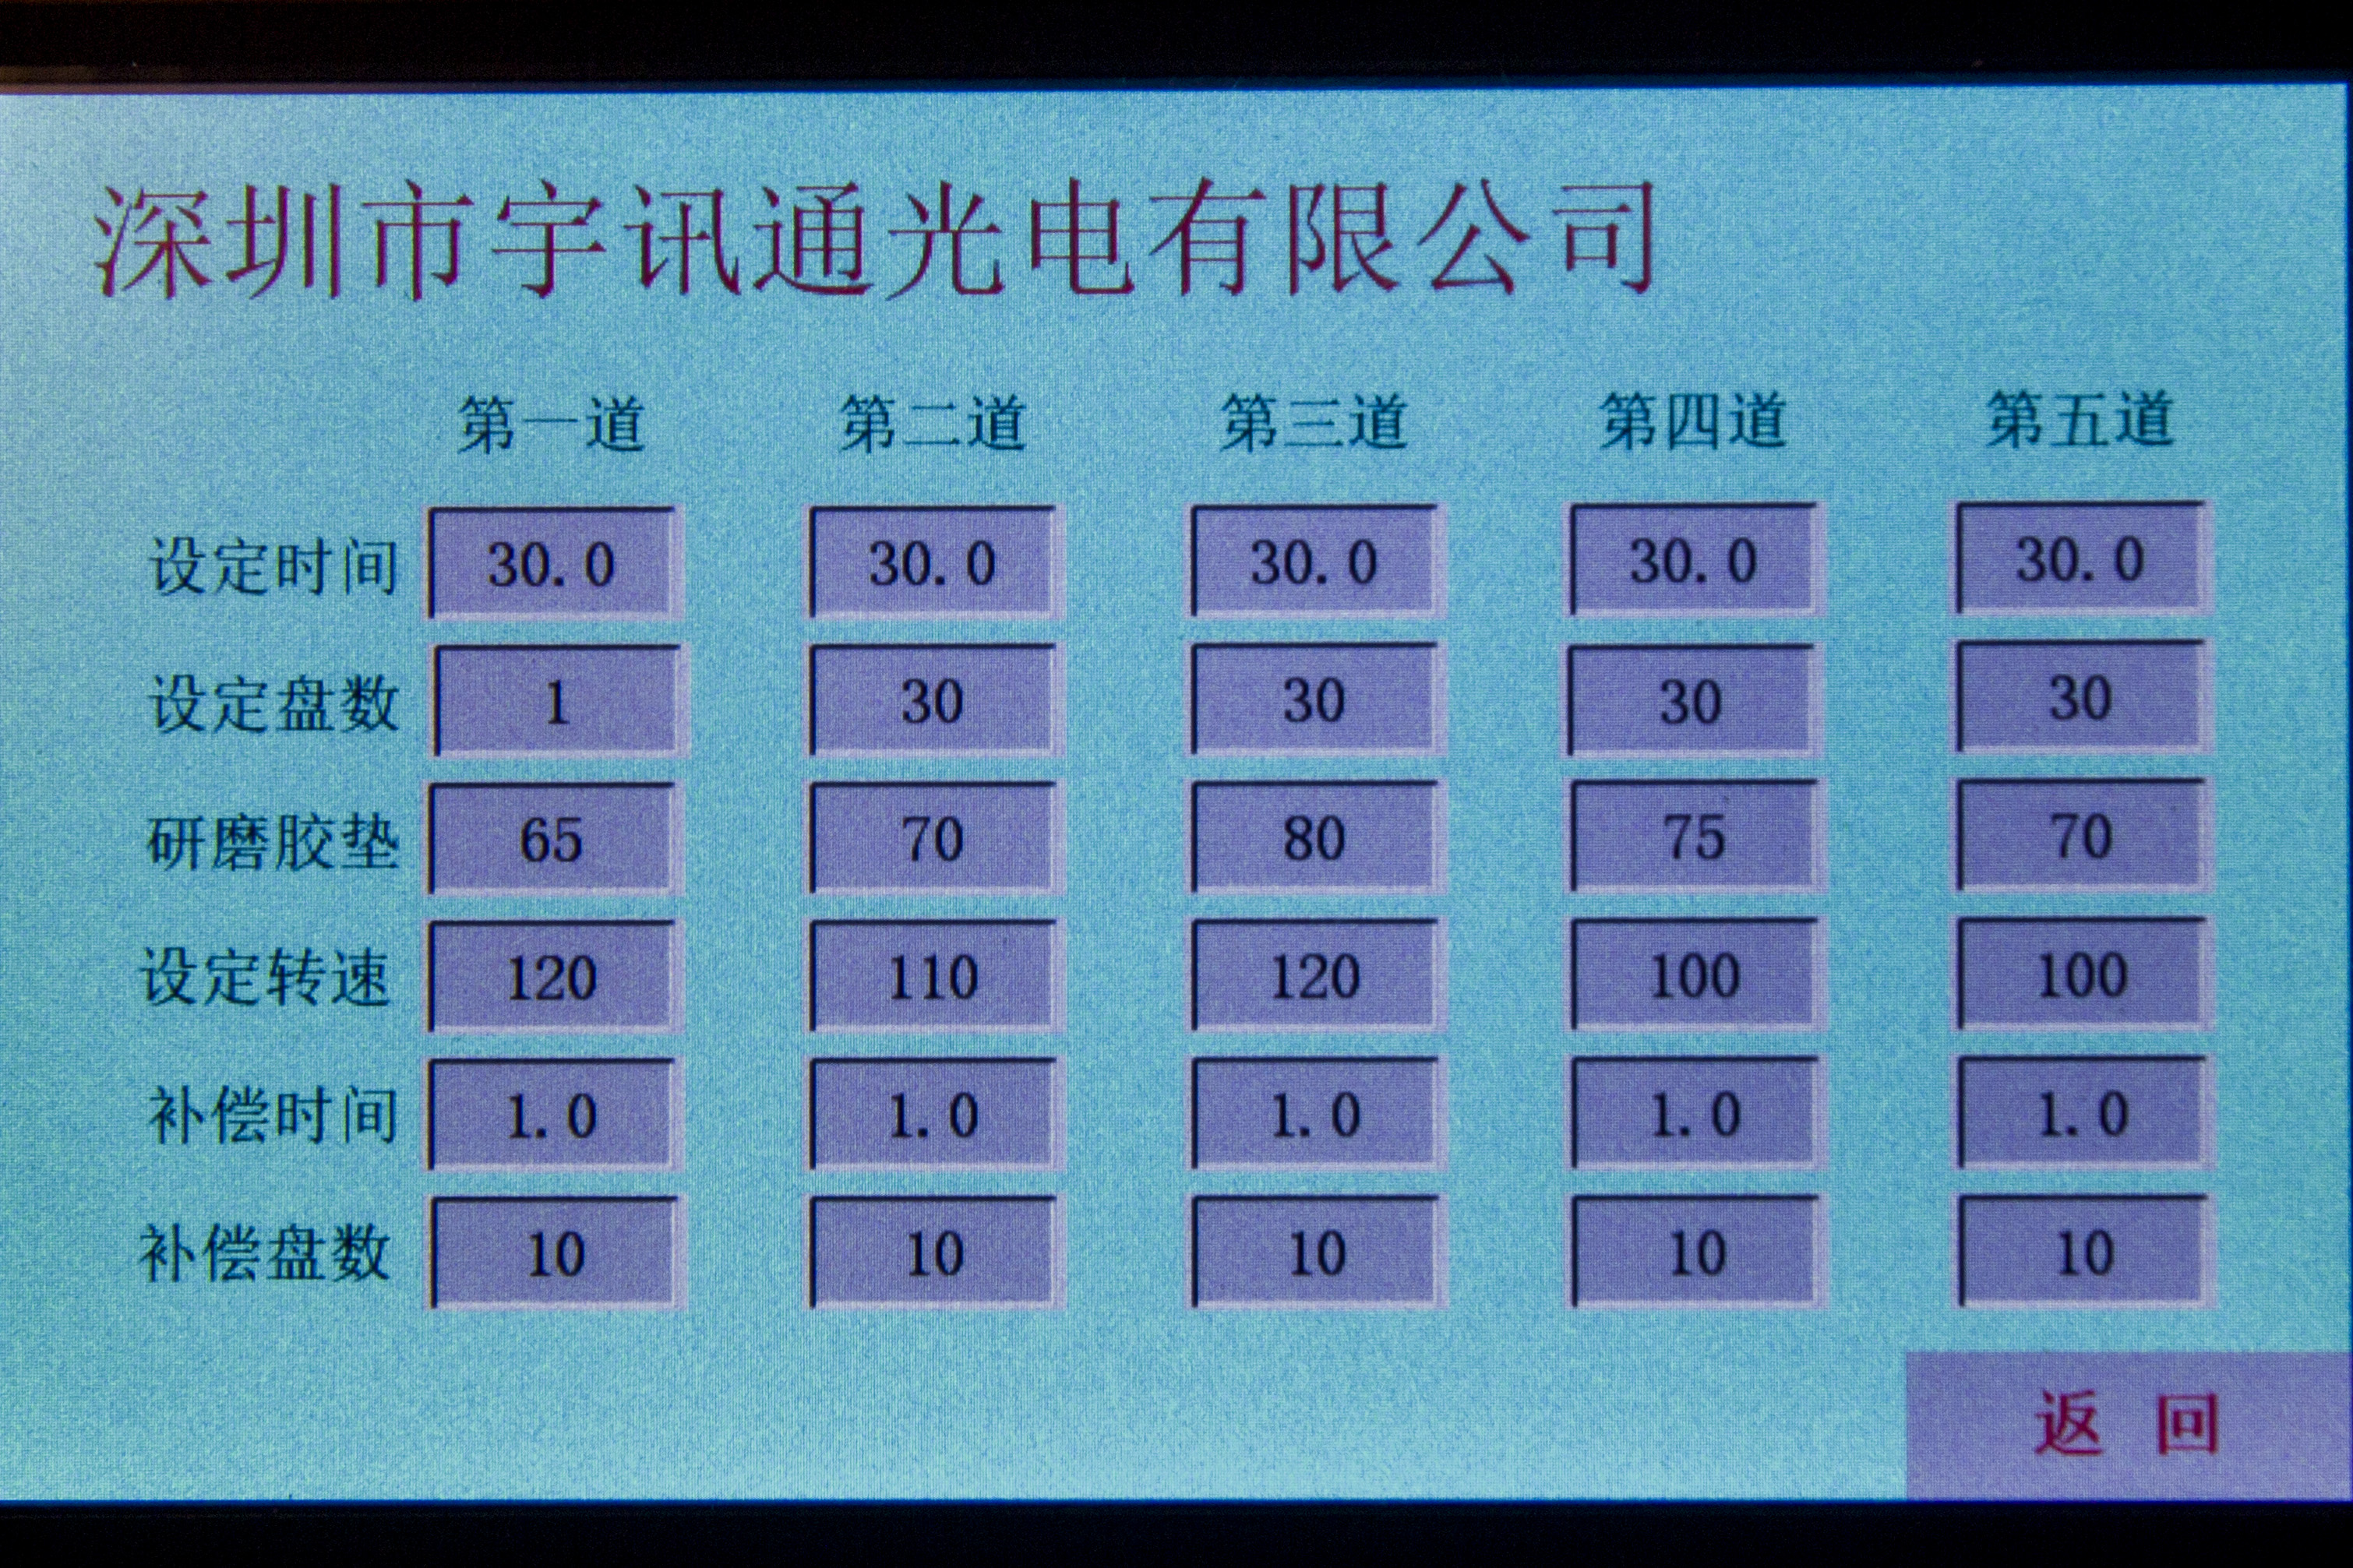 深圳市宇讯通光电有限公司
第一道 第二道 第三道 第四道 第五道
设定时间 30.0 30.0 30.0 30.0 30.0
设定盘数 1 30 30 30 30
研磨胶垫 65 70 80 75 70
设定转速 120 110 120 100 100
补偿时间 1.0 1.0 1.0 1.0 1.0
补偿盘数 10 10 10 10 10
返 回